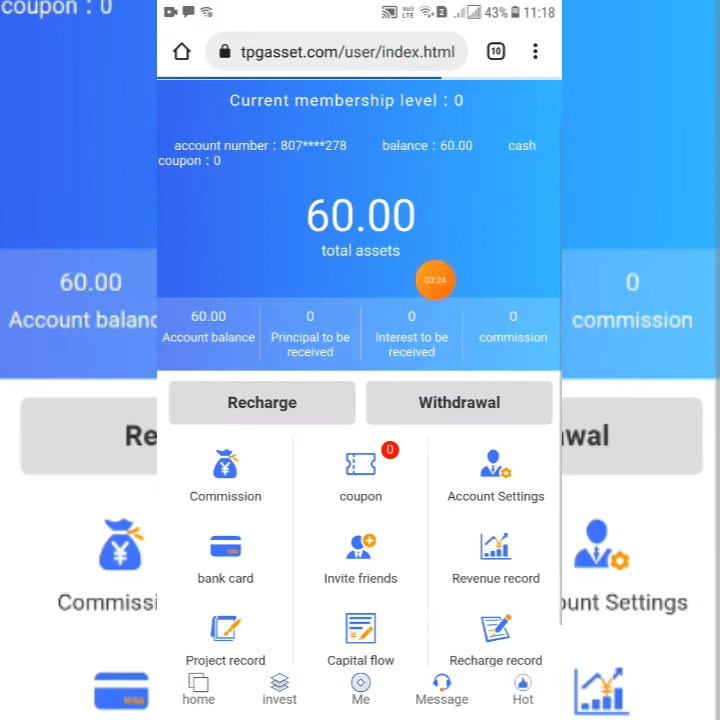 coupon : 0
43%
11:18
tpgasset.com/user/index.html
10
Current membership level : 0
account number : 807****278 balance : 60.00 cash
coupon : 0
60.00
total assets
03:24
60.00 0 0 0
Account balance Principal to be received Interest to be received commission
60.00
Account balanc
0
commission
Recharge Withdrawal
Re
wal
0
Commission coupon Account Settings
bank card Invite friends Revenue record
Commissi
ount Settings
Project record Capital flow Recharge record
home invest Me Message Hot